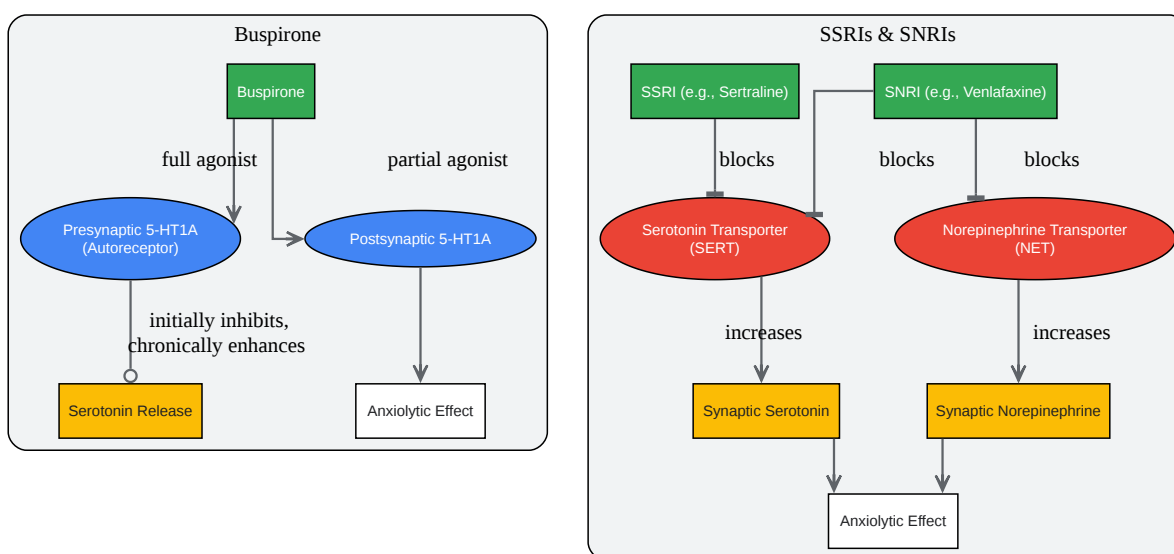 Buspirone
Buspirone
full agonist
partial agonist
Presynaptic 5-HT1A
(Autoreceptor)
Postsynaptic 5-HT1A
initially inhibits,
chronically enhances
Serotonin Release
Anxiolytic Effect
SSRIs & SNRIs
SSRI (e.g., Sertraline)
SNRI (e.g., Venlafaxine)
blocks
blocks
blocks
Serotonin Transporter
(SERT)
Norepinephrine Transporter
(NET)
increases
increases
Synaptic Serotonin
Synaptic Norepinephrine
Anxiolytic Effect